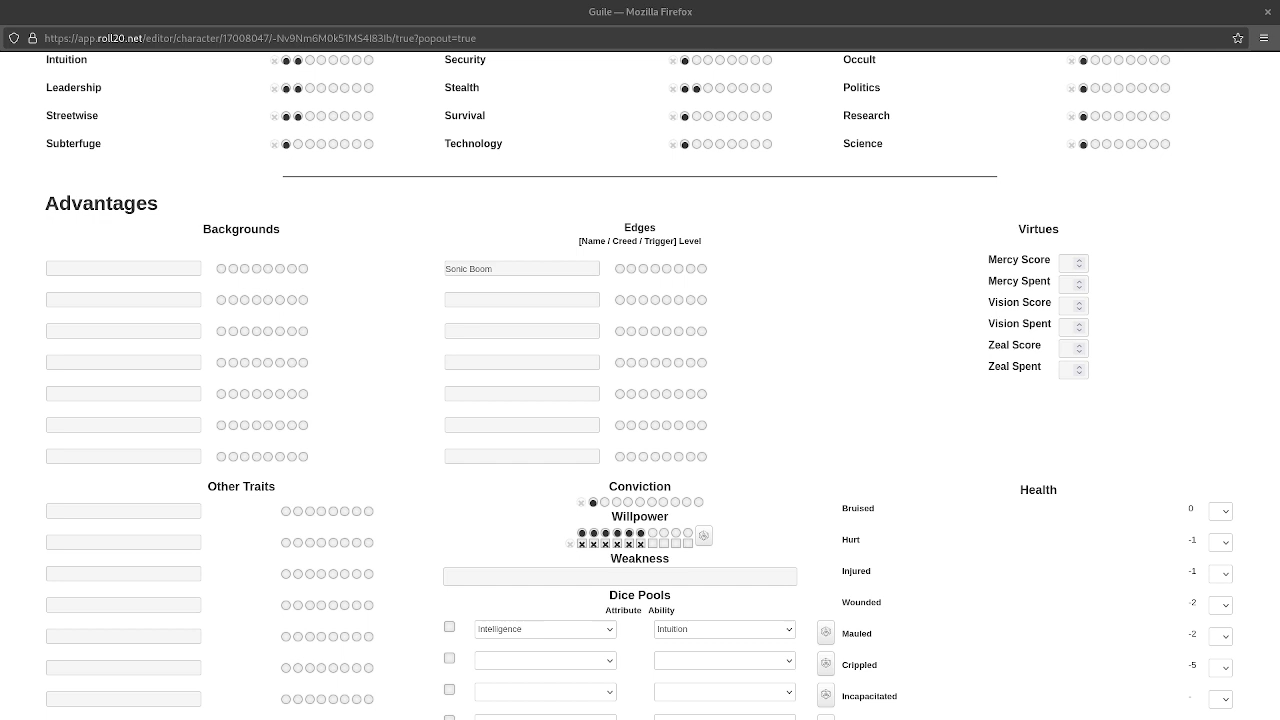 Guile — Mozilla Firefox
https://app.roll20.net/editor/character/17008047/-Nv9Nm6M0k51MS4I83Ib/true?popout=true
Intuition Security Occult
Leadership Stealth Politics
Streetwise Survival Research
Subterfuge Technology Science
Advantages
Backgrounds
Edges
[Name / Creed / Trigger] Level
Sonic Boom
Virtues
Mercy Score
Mercy Spent
Vision Score
Vision Spent
Zeal Score
Zeal Spent
Other Traits
Conviction
Willpower
Weakness
Dice Pools
Attribute Ability
Intelligence Intuition
Health
Bruised 0
Hurt -1
Injured -1
Wounded -2
Mauled -2
Crippled -5
Incapacitated -